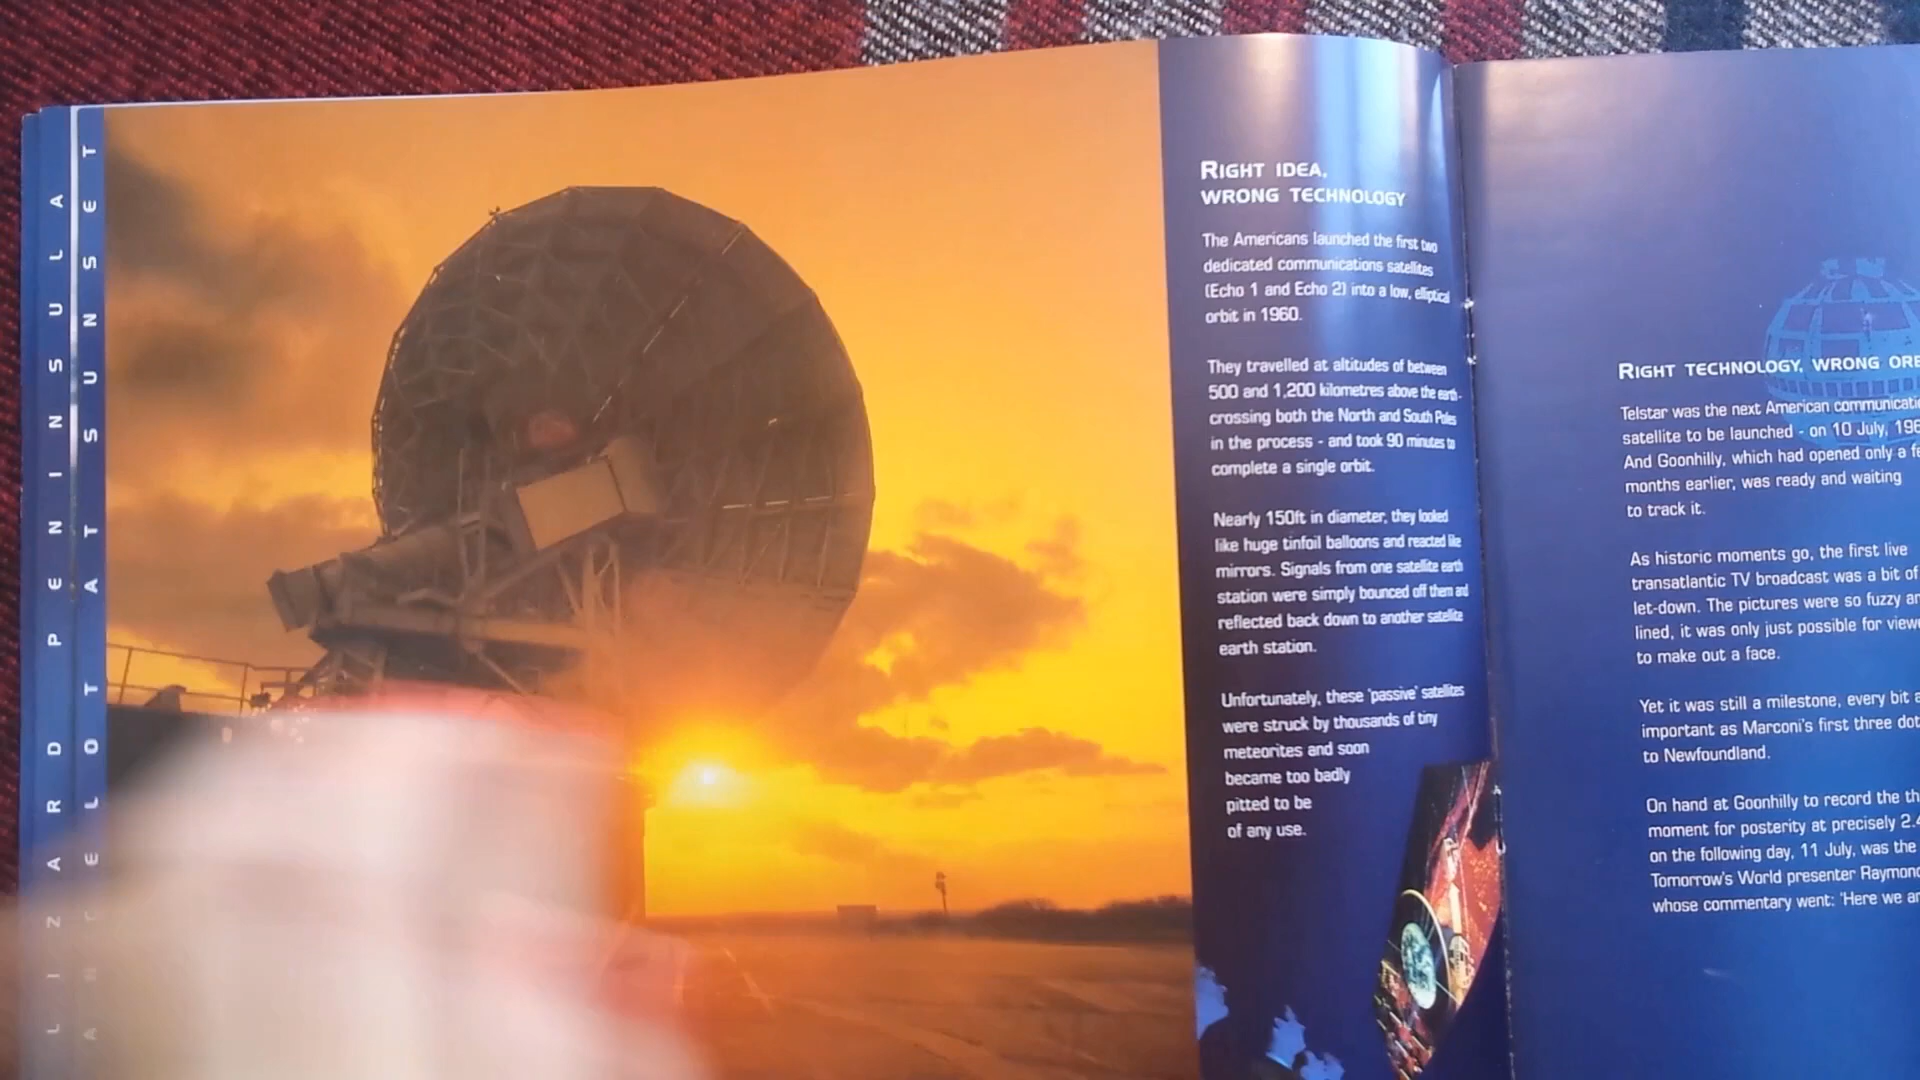 LIZARD PENINSULA
ANCELOT AT SUNSET
RIGHT IDEA,
WRONG TECHNOLOGY
The Americans launched the first two
dedicated communications satellites
(Echo 1 and Echo 2) into a low, elliptical
orbit in 1960.
They travelled at altitudes of between
500 and 1,200 kilometres above the earth -
crossing both the North and South Poles
in the process - and took 90 minutes to
complete a single orbit.
Nearly 150ft in diameter, they looked
like huge tinfoil balloons and reacted like
mirrors. Signals from one satellite earth
station were simply bounced off them and
reflected back down to another satellite
earth station.
Unfortunately, these 'passive' satellites
were struck by thousands of tiny
meteorites and soon
became too badly
pitted to be
of any use.
RIGHT TECHNOLOGY, WRONG
Telstar was the next American
satellite to be launched - on 10 July,
And Goonhilly, which had opened only a
months earlier, was ready and waiting
to track it.
As historic moments go, the first live
transatlantic TV broadcast was a bit of
let-down. The pictures were so fuzzy
lined, it was only just possible for
to make out a face.
Yet it was still a milestone, every bit
important as Marconi's first three
to Newfoundland.
On hand at Goonhilly to record the
moment for posterity at precisely
on the following day, 11 July, was the
Tomorrow's World presenter
whose commentary went: 'Here we